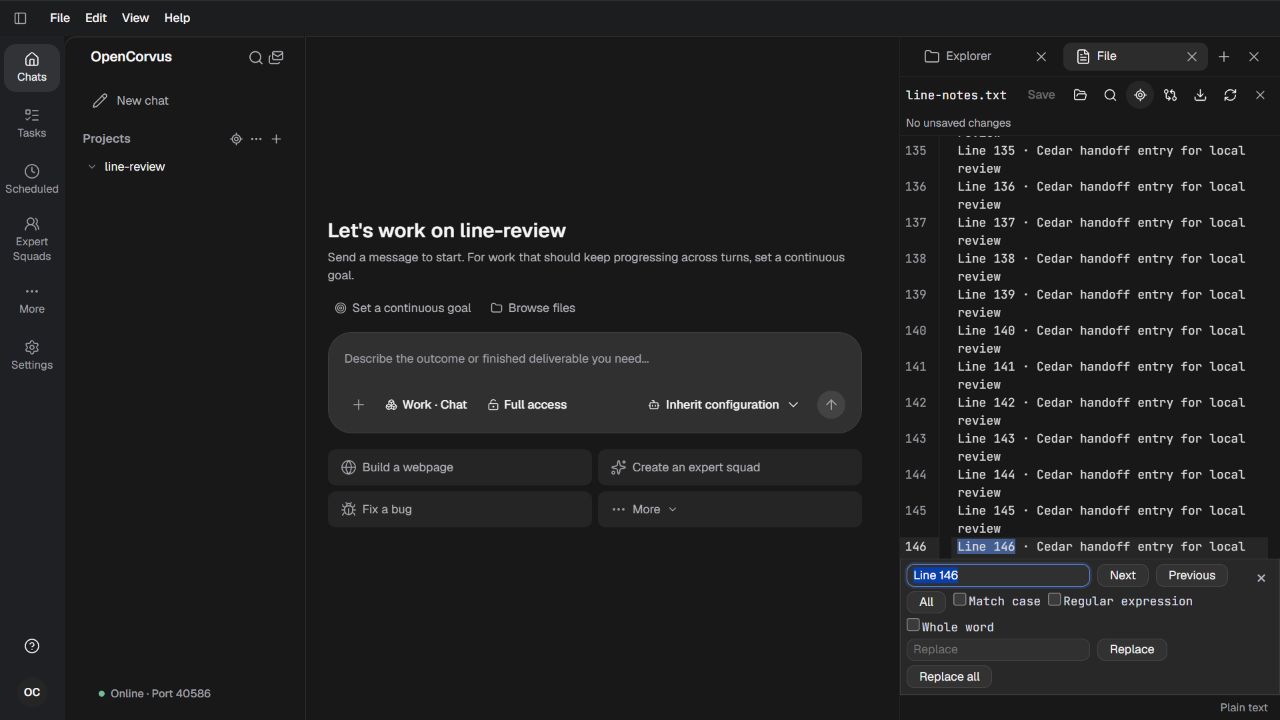 File Edit View Help
Chats
Tasks
Scheduled
Expert
Squads
More
Settings
OC
OpenCorvus
New chat
Projects
line-review
Online · Port 40586
Let's work on line-review
Send a message to start. For work that should keep progressing across turns, set a continuous
goal.
Set a continuous goal Browse files
Describe the outcome or finished deliverable you need...
Work · Chat Full access Inherit configuration
Build a webpage Create an expert squad
Fix a bug More
Explorer File
line-notes.txt Save
No unsaved changes
review
135 Line 135 · Cedar handoff entry for local
review
136 Line 136 · Cedar handoff entry for local
review
137 Line 137 · Cedar handoff entry for local
review
138 Line 138 · Cedar handoff entry for local
review
139 Line 139 · Cedar handoff entry for local
review
140 Line 140 · Cedar handoff entry for local
review
141 Line 141 · Cedar handoff entry for local
review
142 Line 142 · Cedar handoff entry for local
review
143 Line 143 · Cedar handoff entry for local
review
144 Line 144 · Cedar handoff entry for local
review
145 Line 145 · Cedar handoff entry for local
review
146 Line 146 · Cedar handoff entry for local
Line 146 Next Previous
All Match case Regular expression
Whole word
Replace Replace
Replace all
Plain text